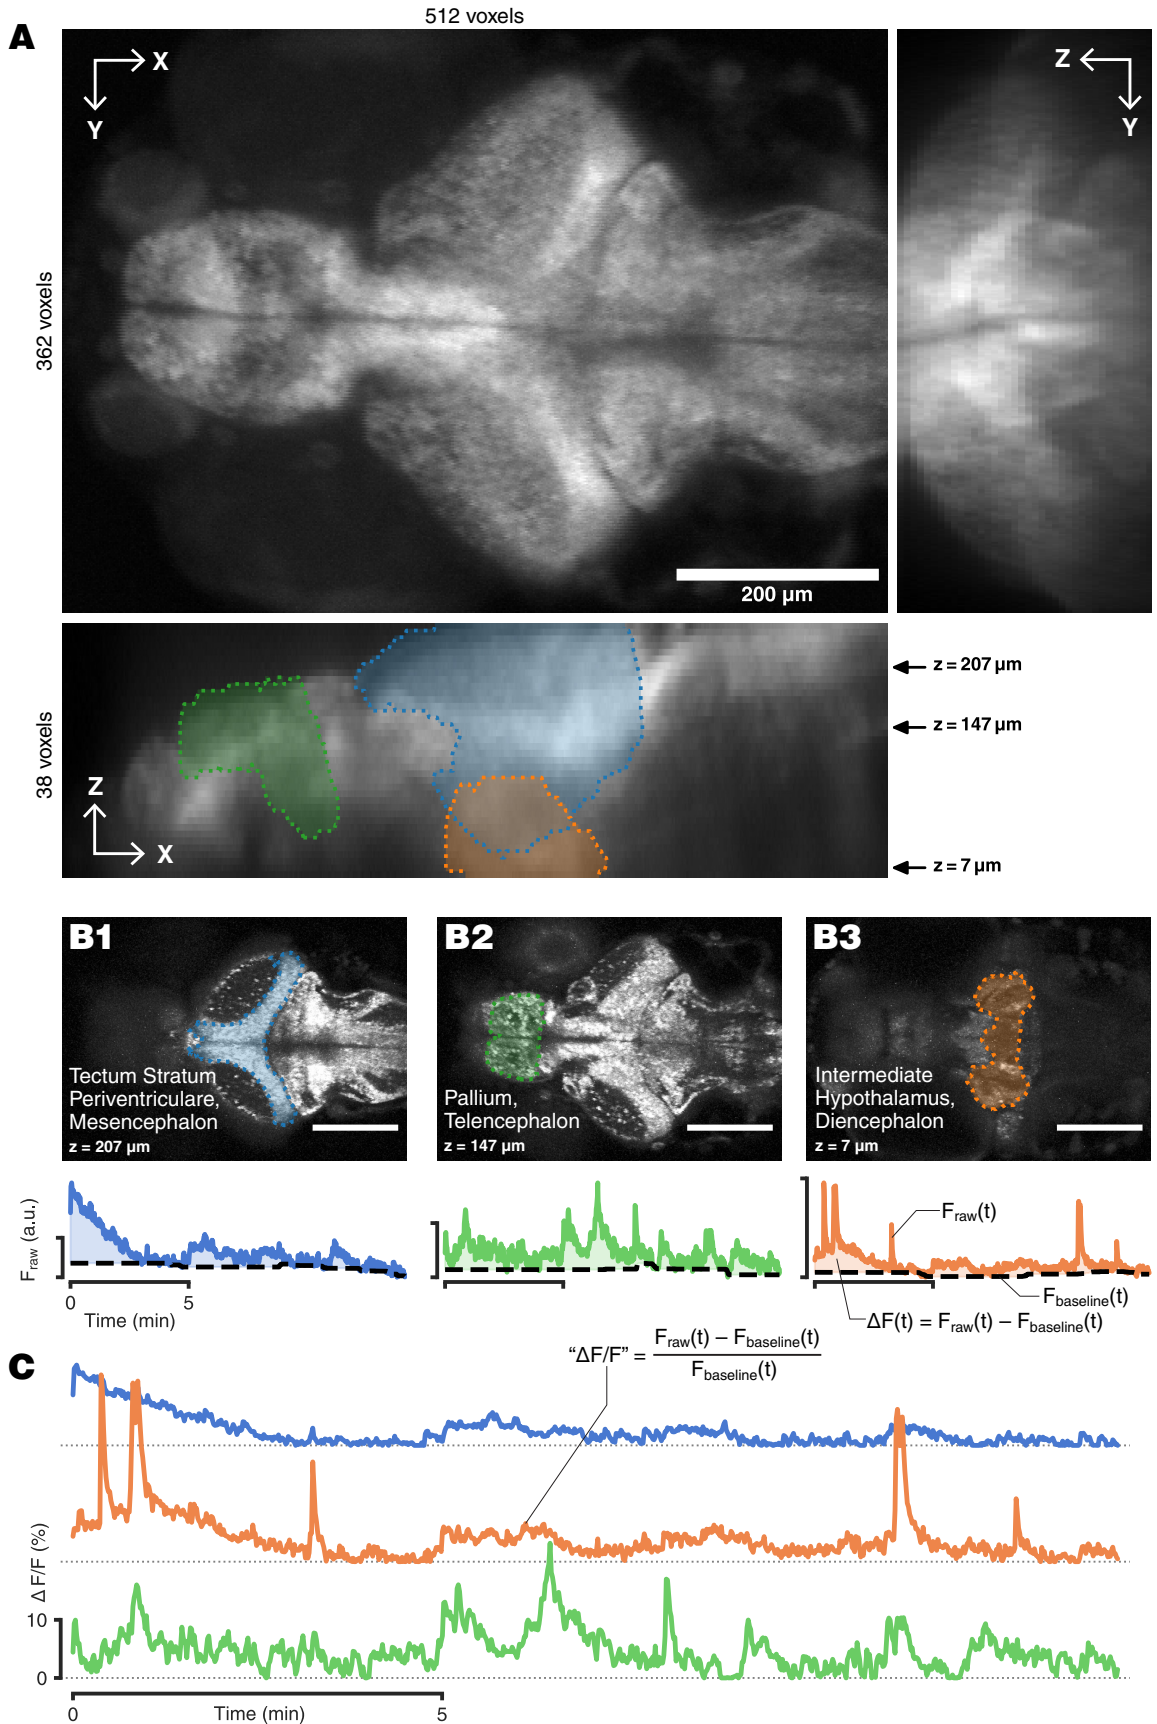 512 voxels
A
X
Y
Z
Y
362 voxels
200 µm
38 voxels
Z
X
z = 207 µm
z = 147 µm
z = 7 µm
B1
Tectum Stratum
Periventriculare,
Mesencephalon
z = 207 µm
B2
Pallium,
Telencephalon
z = 147 µm
B3
Intermediate
Hypothalamus,
Diencephalon
z = 7 µm
Fraw (a.u.)
0 5
Time (min)
Fraw(t)
Fbaseline(t)
ΔF(t) = Fraw(t) − Fbaseline(t)
C
“ΔF/F” = Fraw(t) − Fbaseline(t)
Fbaseline(t)
Δ F/F (%)
10
0
0 Time (min) 5